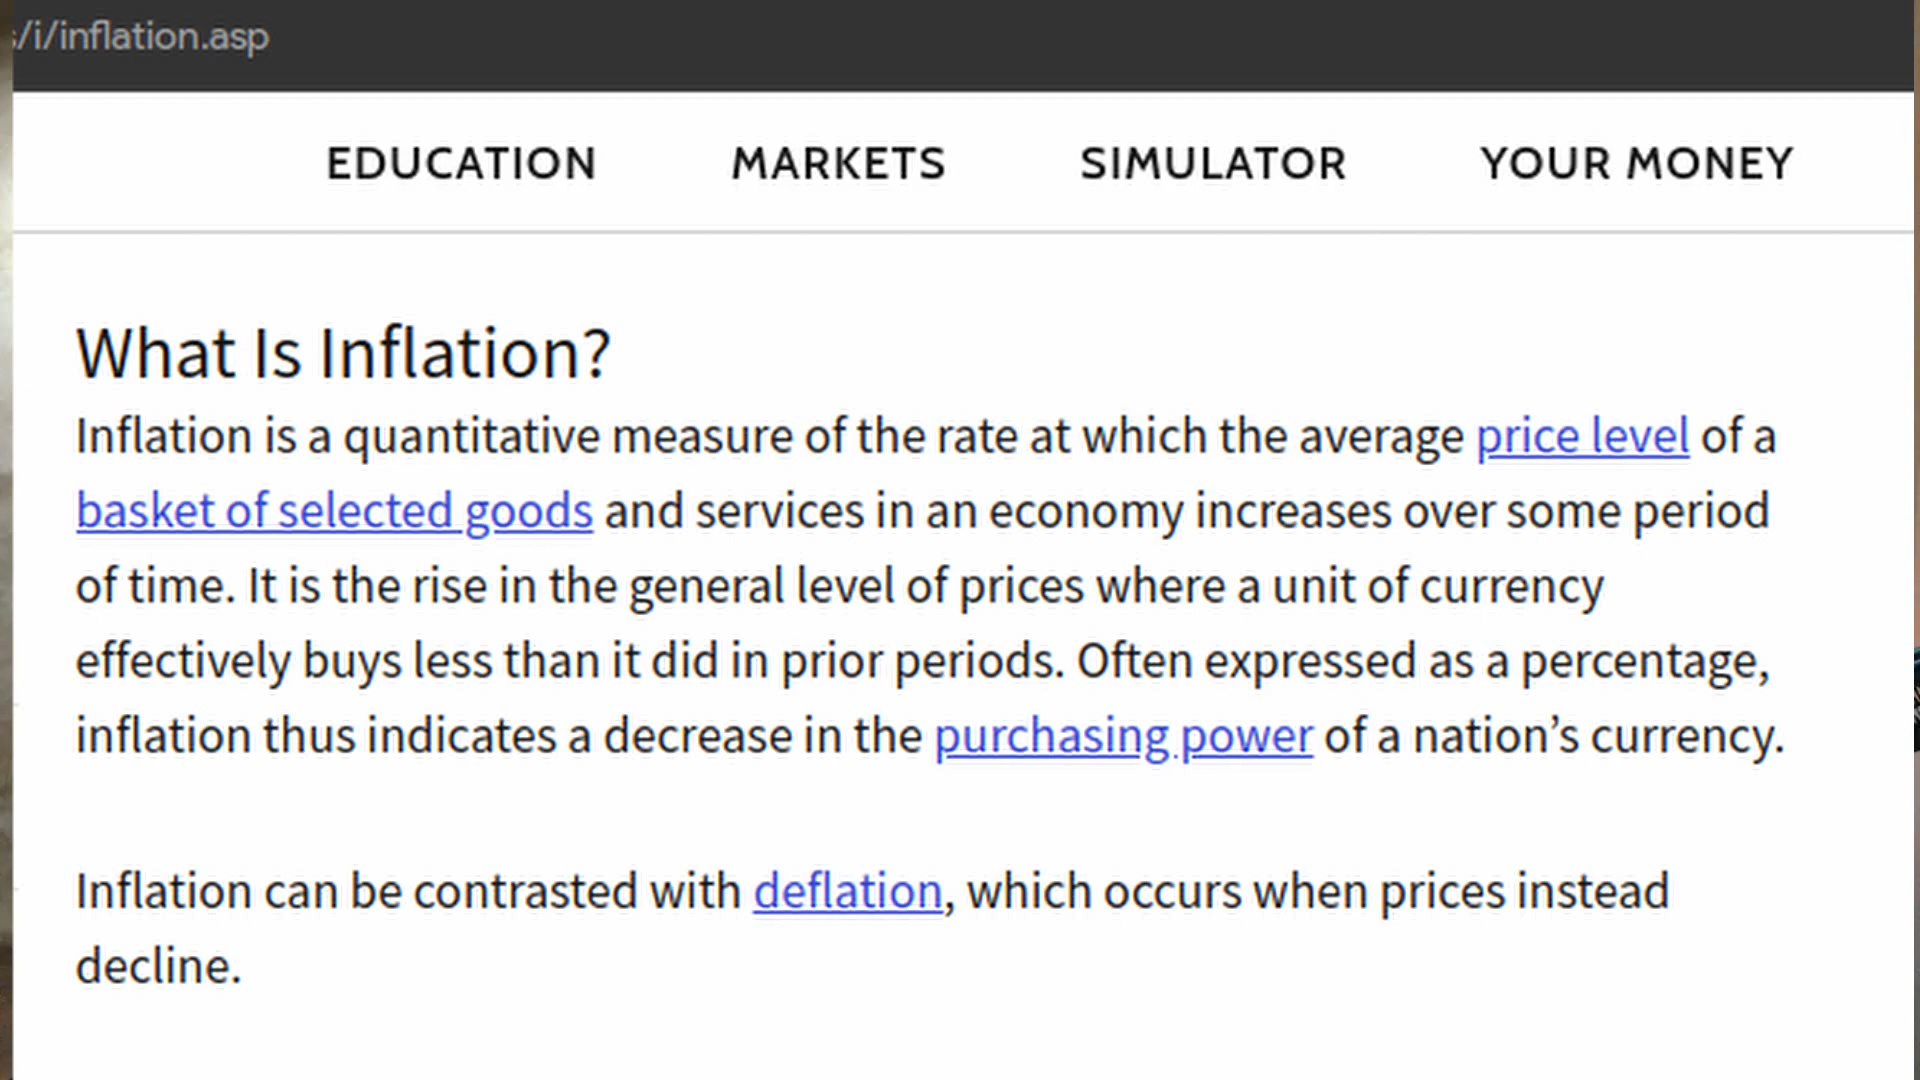 /i/inflation.asp
EDUCATION MARKETS SIMULATOR YOUR MONEY
What Is Inflation?
Inflation is a quantitative measure of the rate at which the average price level of a
basket of selected goods and services in an economy increases over some period
of time. It is the rise in the general level of prices where a unit of currency
effectively buys less than it did in prior periods. Often expressed as a percentage,
inflation thus indicates a decrease in the purchasing power of a nation’s currency.
Inflation can be contrasted with deflation, which occurs when prices instead
decline.